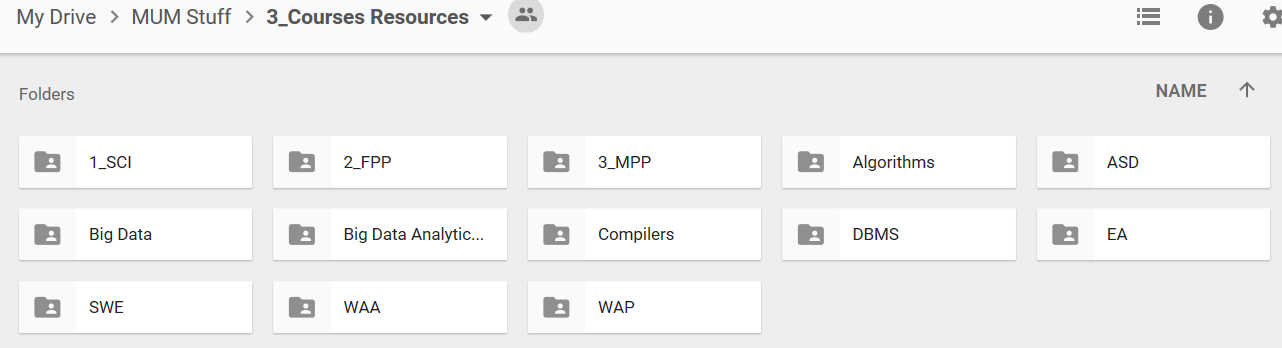 My Drive > MUM Stuff > 3_Courses Resources
Folders NAME
1_SCI 2_FPP 3_MPP Algorithms ASD
Big Data Big Data Analytic... Compilers DBMS EA
SWE WAA WAP